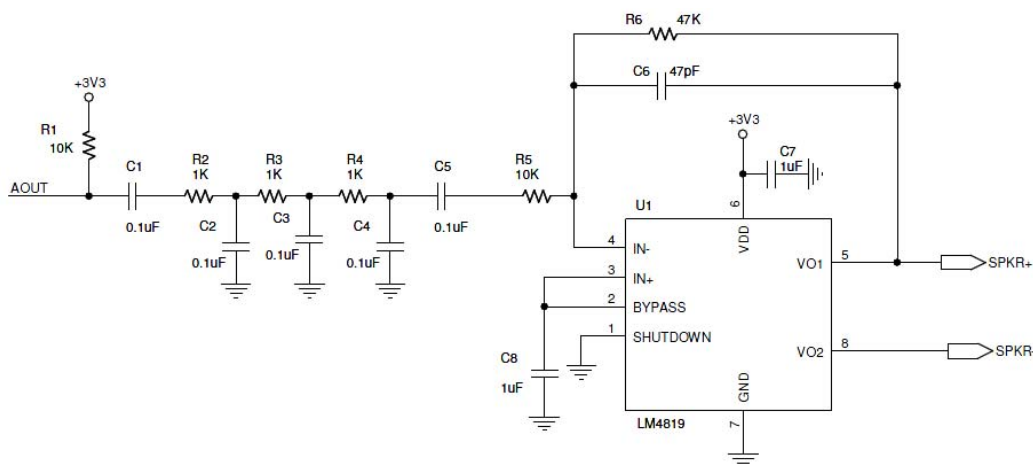 R6 47K
C6 47pF
+3V3
+3V3
R1
10K
C7
1uF
C1
R2
1K
R3
1K
R4
1K
C5
R5
10K
AOUT
0.1uF
C2
0.1uF
C3
0.1uF
C4
0.1uF
0.1uF
U1
6
VDD
4
IN-
3
IN+
2
BYPASS
1
SHUTDOWN
VO1
5
SPKR+
VO2
8
SPKR-
C8
1uF
GND
7
LM4819